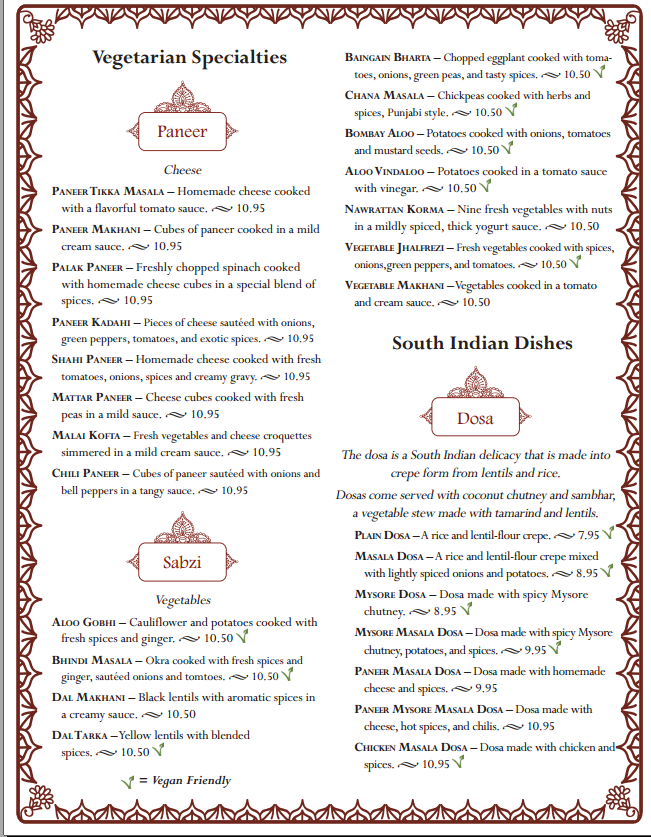 Vegetarian Specialties
Paneer
Cheese
PANEER TIKKA MASALA – Homemade cheese cooked
with a flavorful tomato sauce. 10.95
PANEER MAKHANI – Cubes of paneer cooked in a mild
cream sauce. 10.95
PALAK PANEER – Freshly chopped spinach cooked
with homemade cheese cubes in a special blend of
spices. 10.95
PANEER KADAHI – Pieces of cheese sautéed with onions,
green peppers, tomatoes, and exotic spices. 10.95
SHAHI PANEER – Homemade cheese cooked with fresh
tomatoes, onions, spices and creamy gravy. 10.95
MATTAR PANEER – Cheese cubes cooked with fresh
peas in a mild sauce. 10.95
MALAI KOFTA – Fresh vegetables and cheese croquettes
simmered in a mild cream sauce. 10.95
CHILI PANEER – Cubes of paneer sautéed with onions and
bell peppers in a tangy sauce. 10.95
Sabzi
Vegetables
ALOO GOBHI – Cauliflower and potatoes cooked with
fresh spices and ginger. 10.50
BHINDI MASALA – Okra cooked with fresh spices and
ginger, sautéed onions and tomtoes. 10.50
DAL MAKHANI – Black lentils with aromatic spices in
a creamy sauce. 10.50
DAL TARKA –Yellow lentils with blended
spices. 10.50
= Vegan Friendly
BAINGAIN BHARTA – Chopped eggplant cooked with toma-
toes, onions, green peas, and tasty spices. 10.50
CHANA MASALA – Chickpeas cooked with herbs and
spices, Punjabi style. 10.50
BOMBAY ALOO – Potatoes cooked with onions, tomatoes
and mustard seeds. 10.50
ALOO VINDALOO – Potatoes cooked in a tomato sauce
with vinegar. 10.50
NAWRATTAN KORMA – Nine fresh vegetables with nuts
in a mildly spiced, thick yogurt sauce. 10.50
VEGETABLE JHALFREZI – Fresh vegetables cooked with spices,
onions,green peppers, and tomatoes. 10.50
VEGETABLE MAKHANI –Vegetables cooked in a tomato
and cream sauce. 10.50
South Indian Dishes
Dosa
The dosa is a South Indian delicacy that is made into
crepe form from lentils and rice.
Dosas come served with coconut chutney and sambhar,
a vegetable stew made with tamarind and lentils.
PLAIN DOSA – A rice and lentil-flour crepe. 7.95
MASALA DOSA – A rice and lentil-flour crepe mixed
with lightly spiced onions and potatoes. 8.95
MYSORE DOSA – Dosa made with spicy Mysore
chutney. 8.95
MYSORE MASALA DOSA – Dosa made with spicy Mysore
chutney, potatoes, and spices. 9.95
PANEER MASALA DOSA – Dosa made with homemade
cheese and spices. 9.95
PANEER MYSORE MASALA DOSA – Dosa made with
cheese, hot spices, and chilis. 10.95
CHICKEN MASALA DOSA – Dosa made with chicken and
spices. 10.95